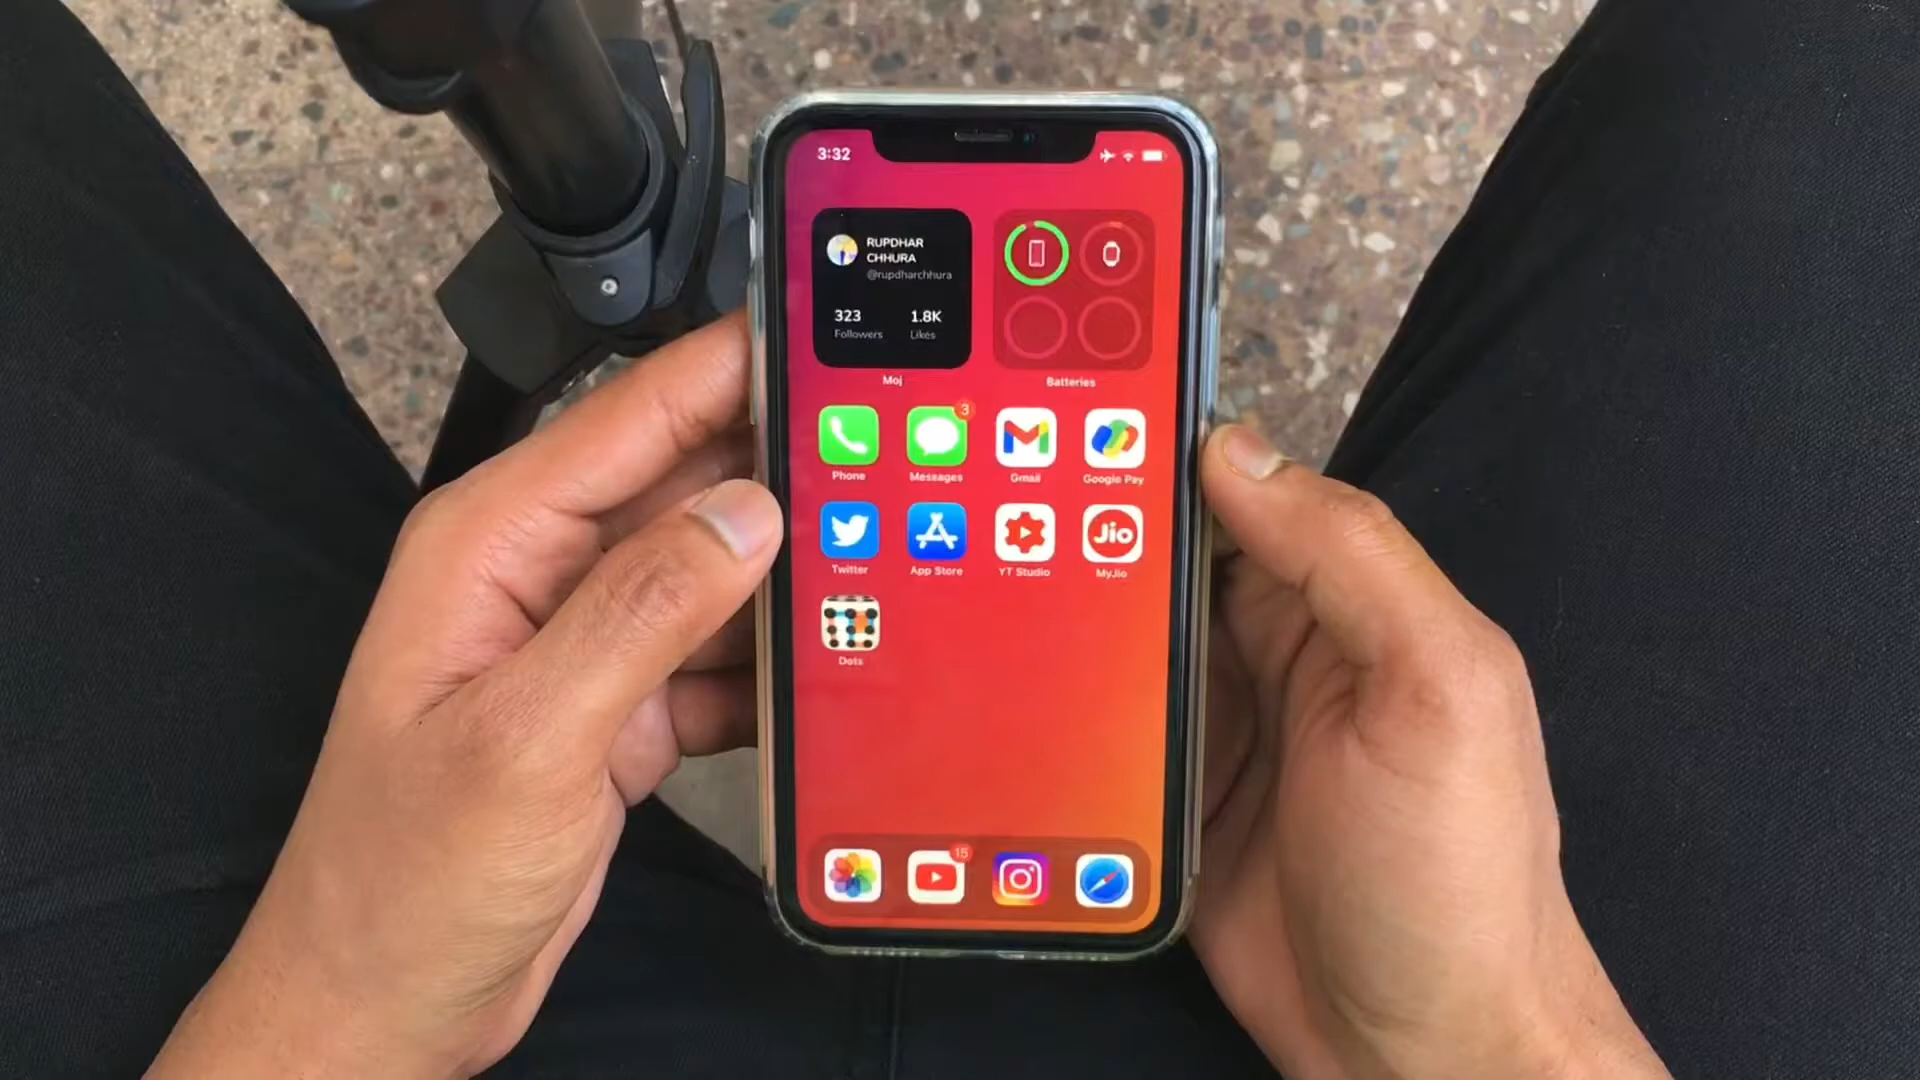 3:32
RUPDHAR
CHHURA
@rupdharchhura
323 1.8K
Followers Likes
Moj Batteries
3
Phone Messages Gmail Google Pay
Jio
Twitter App Store YT Studio MyJio
Dots
15